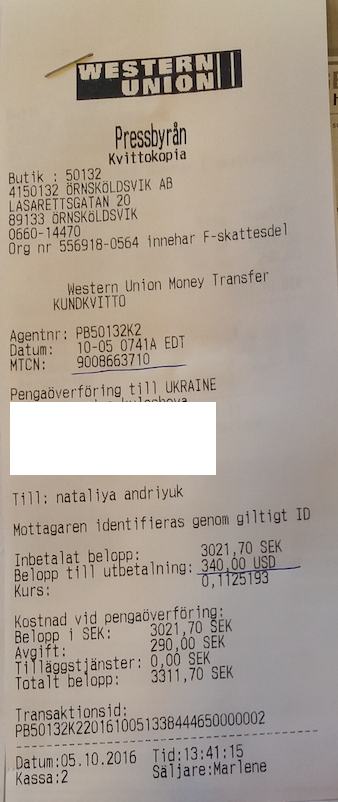 WESTERN
UNION
Pressbyrån
Kvittokopia
Butik : 50132
4150132 ÖRNSKÖLDSVIK AB
LASARETTSGATAN 20
89133 ÖRNSKÖLDSVIK
0660-14470
Org nr 556918-0564 innehar F-skattesdel
Western Union Money Transfer
KUNDKVITTO
Agentnr: PB50132K2
Datum: 10-05 0741A EDT
MTCN: 9008663710
Pengaöverföring till UKRAINE
Till: nataliya andriyuk
Mottagaren identifieras genom giltigt ID
Inbetalat belopp: 3021,70 SEK
Belopp till utbetalning: 340,00 USD
Kurs: 0,1125193
Kostnad vid pengaöverföring:
Belopp i SEK: 3021,70 SEK
Avgift: 290,00 SEK
Tilläggstjänster: 0,00 SEK
Totalt belopp: 3311,70 SEK
Transaktionsid:
PB50132K2201610051338444650000002
Datum:05.10.2016 Tid:13:41:15
Kassa:2 Säljare:Marlene